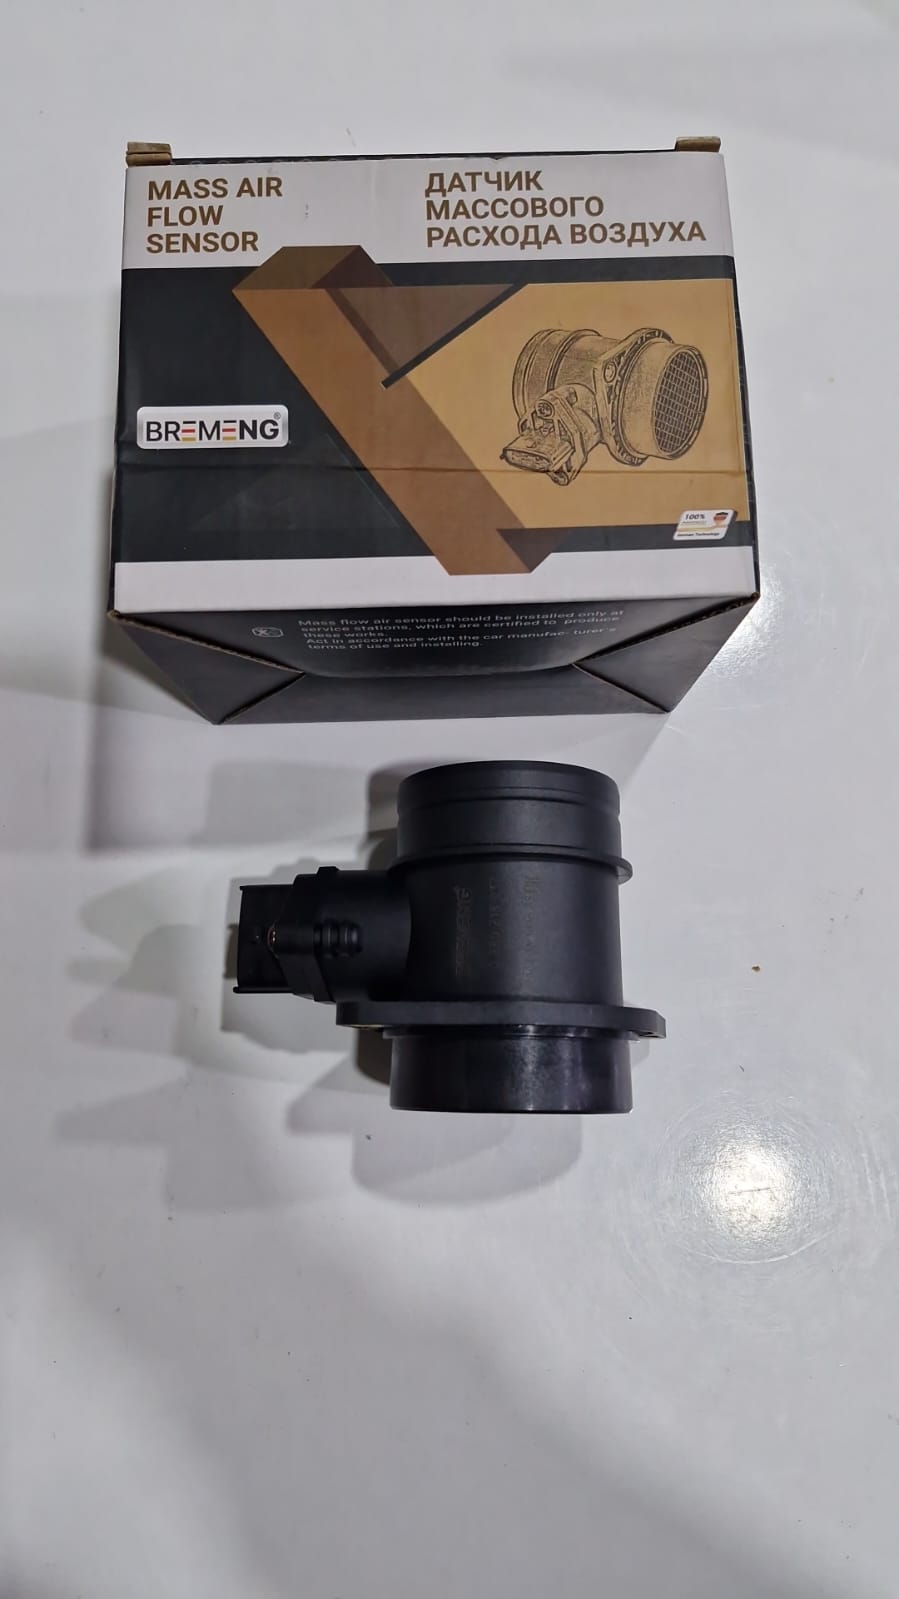 MASS AIR
FLOW
SENSOR
ДАТЧИК
МАССОВОГО
РАСХОДА ВОЗДУХА
BREMENG®
100%
German Technology
Mass flow air sensor should be installed only at
service stations, which are certified to produce
these works.
Act in accordance with the car manufac- turer's
terms of use and installing.
BREMENG®